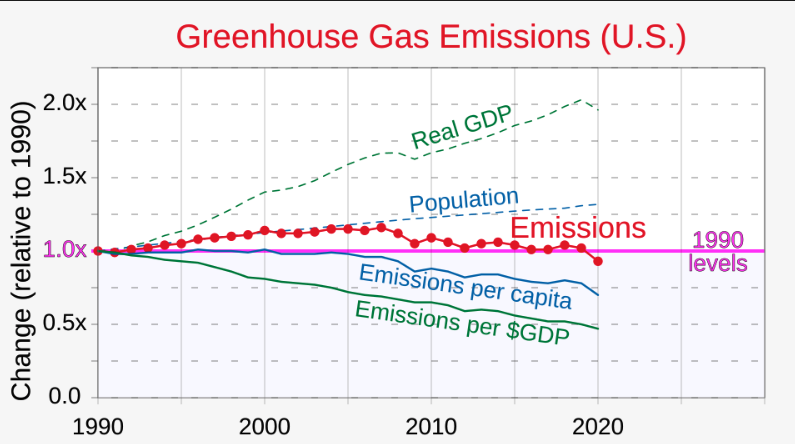 Greenhouse Gas Emissions (U.S.)
Change (relative to 1990)
2.0x
1.5x
1.0x
0.5x
0.0
Real GDP
Population
Emissions
1990
levels
Emissions per capita
Emissions per $GDP
1990
2000
2010
2020